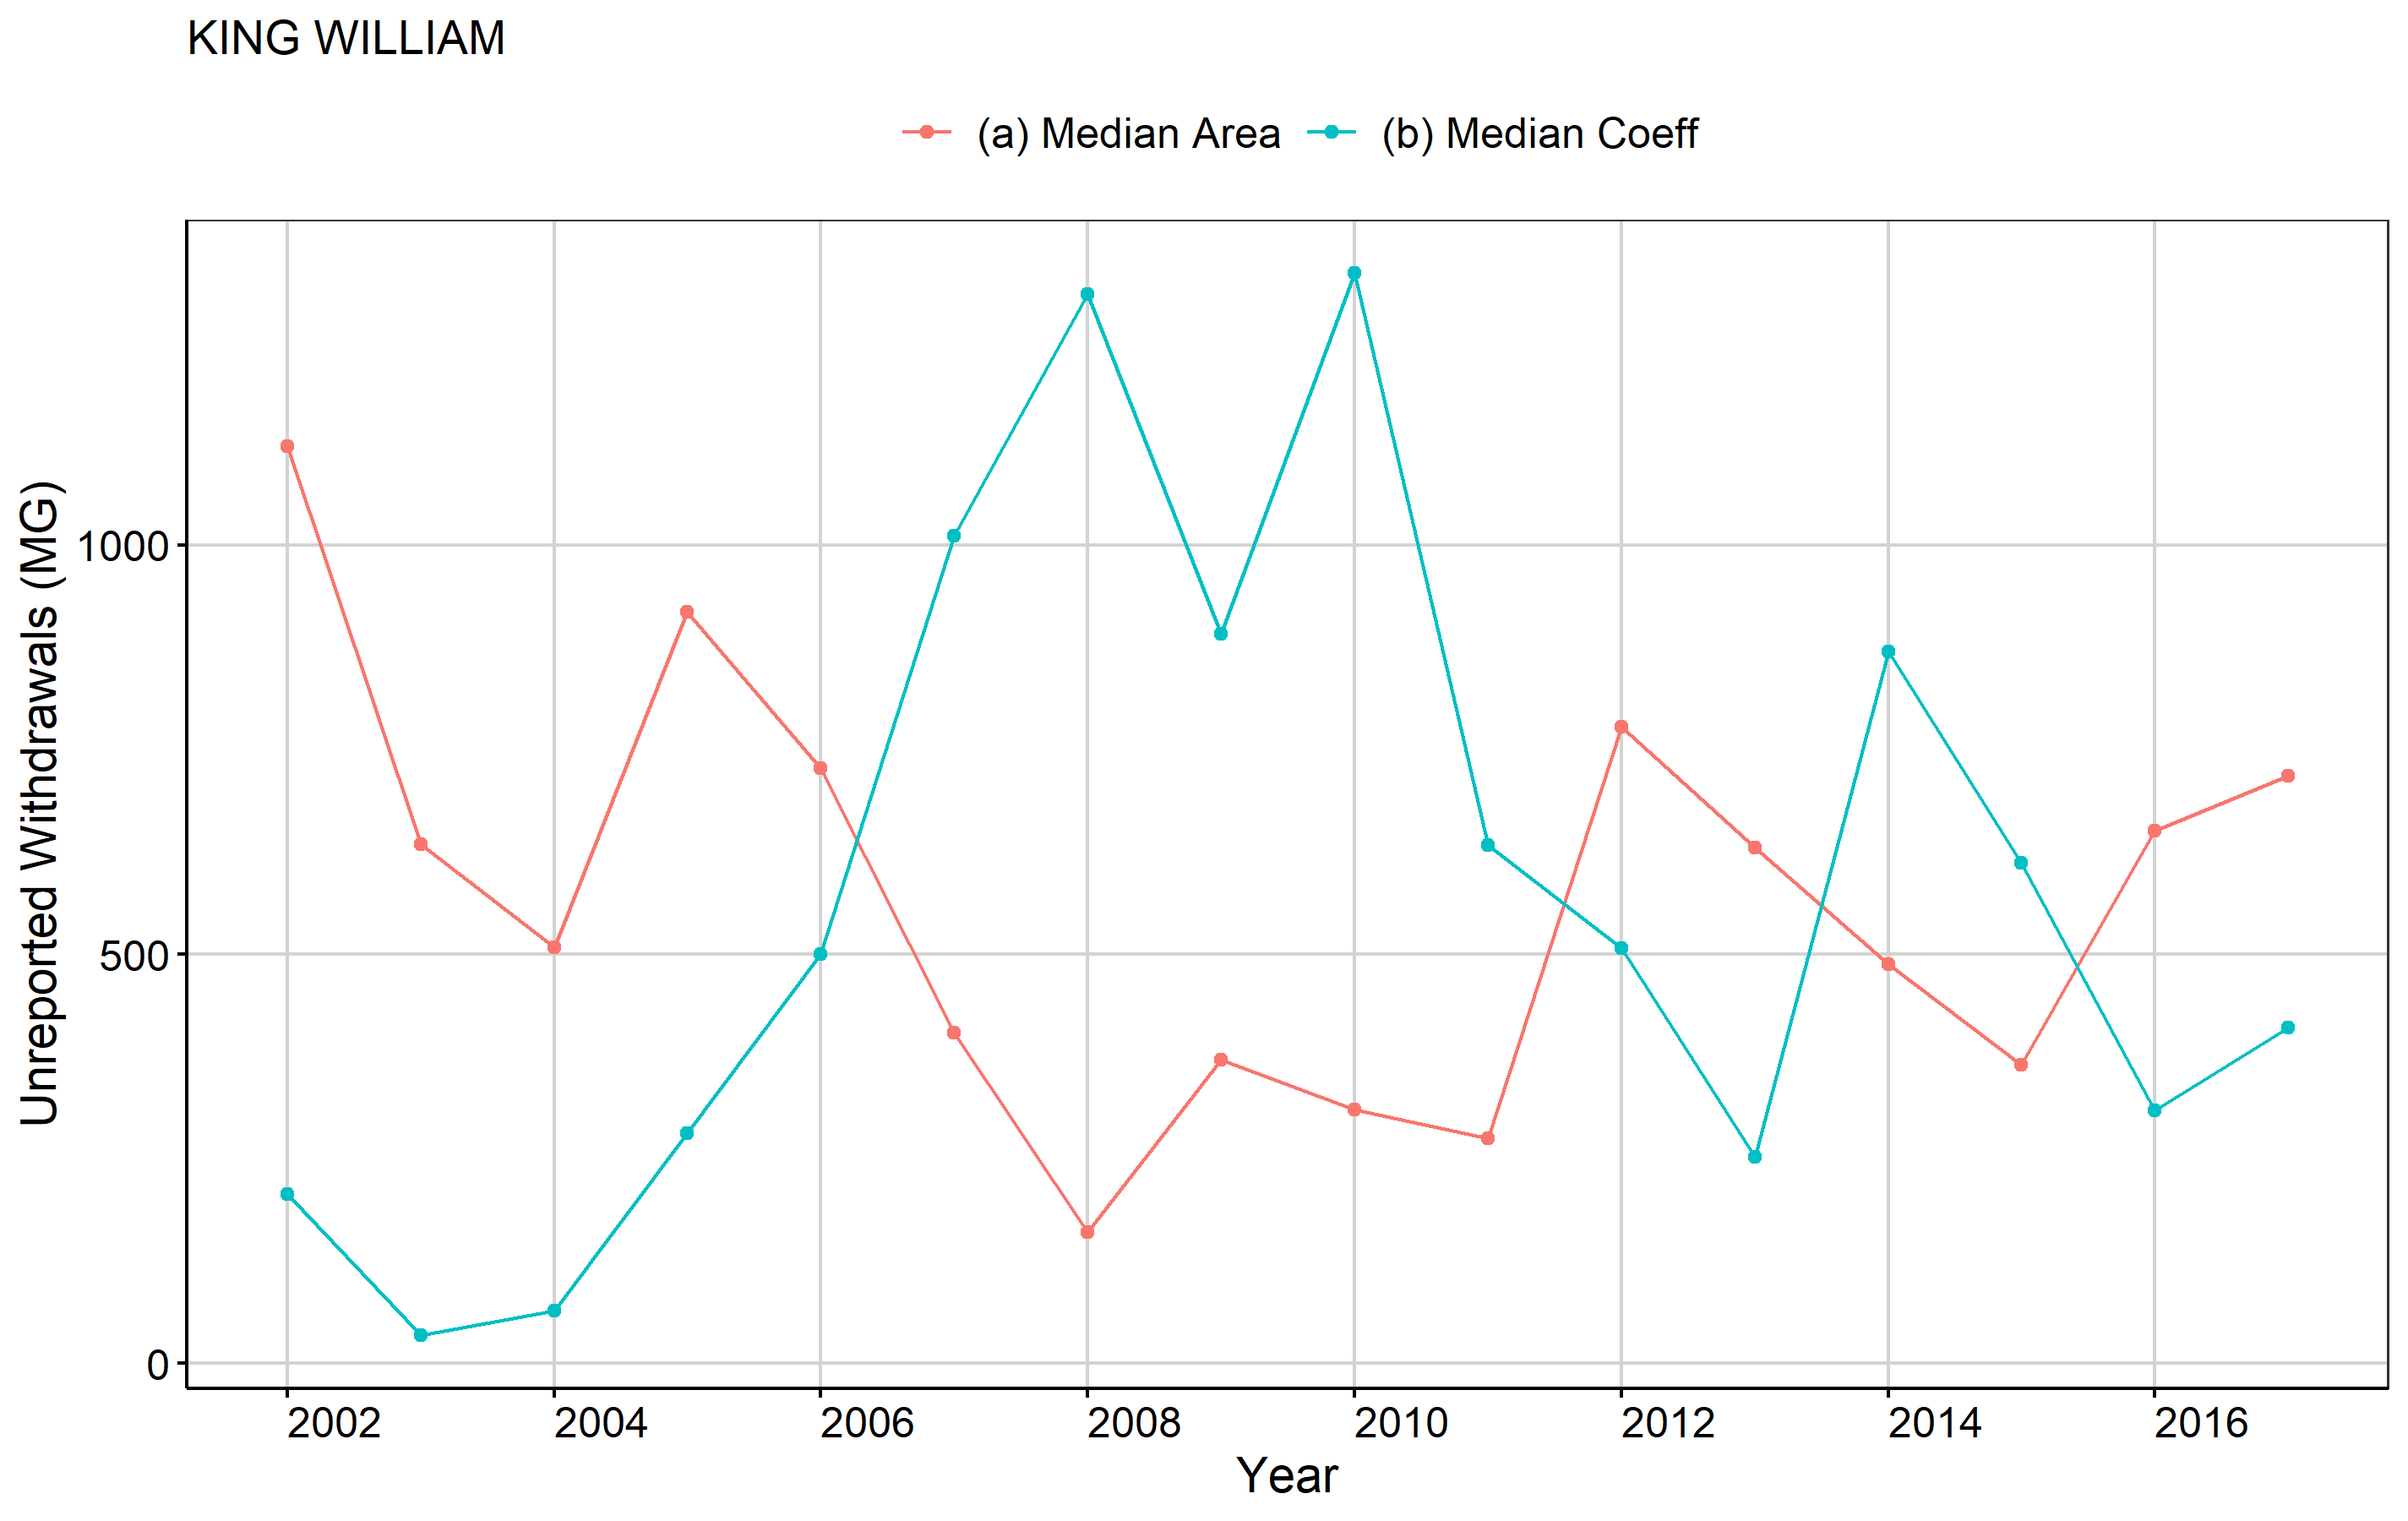 KING WILLIAM
(a) Median Area (b) Median Coeff
Unreported Withdrawals (MG)
1000
500
0
2002 2004 2006 2008 2010 2012 2014 2016
Year